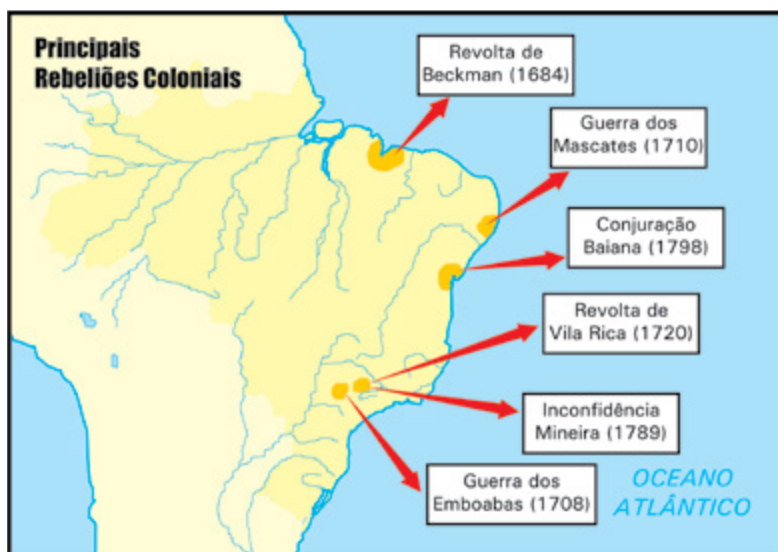 Principais
Rebeliões Coloniais
Revolta de
Beckman (1684)
Guerra dos
Mascates (1710)
Conjuração
Baiana (1798)
Revolta de
Vila Rica (1720)
Inconfidência
Mineira (1789)
Guerra dos
Emboabas (1708)
OCEANO
ATLÂNTICO